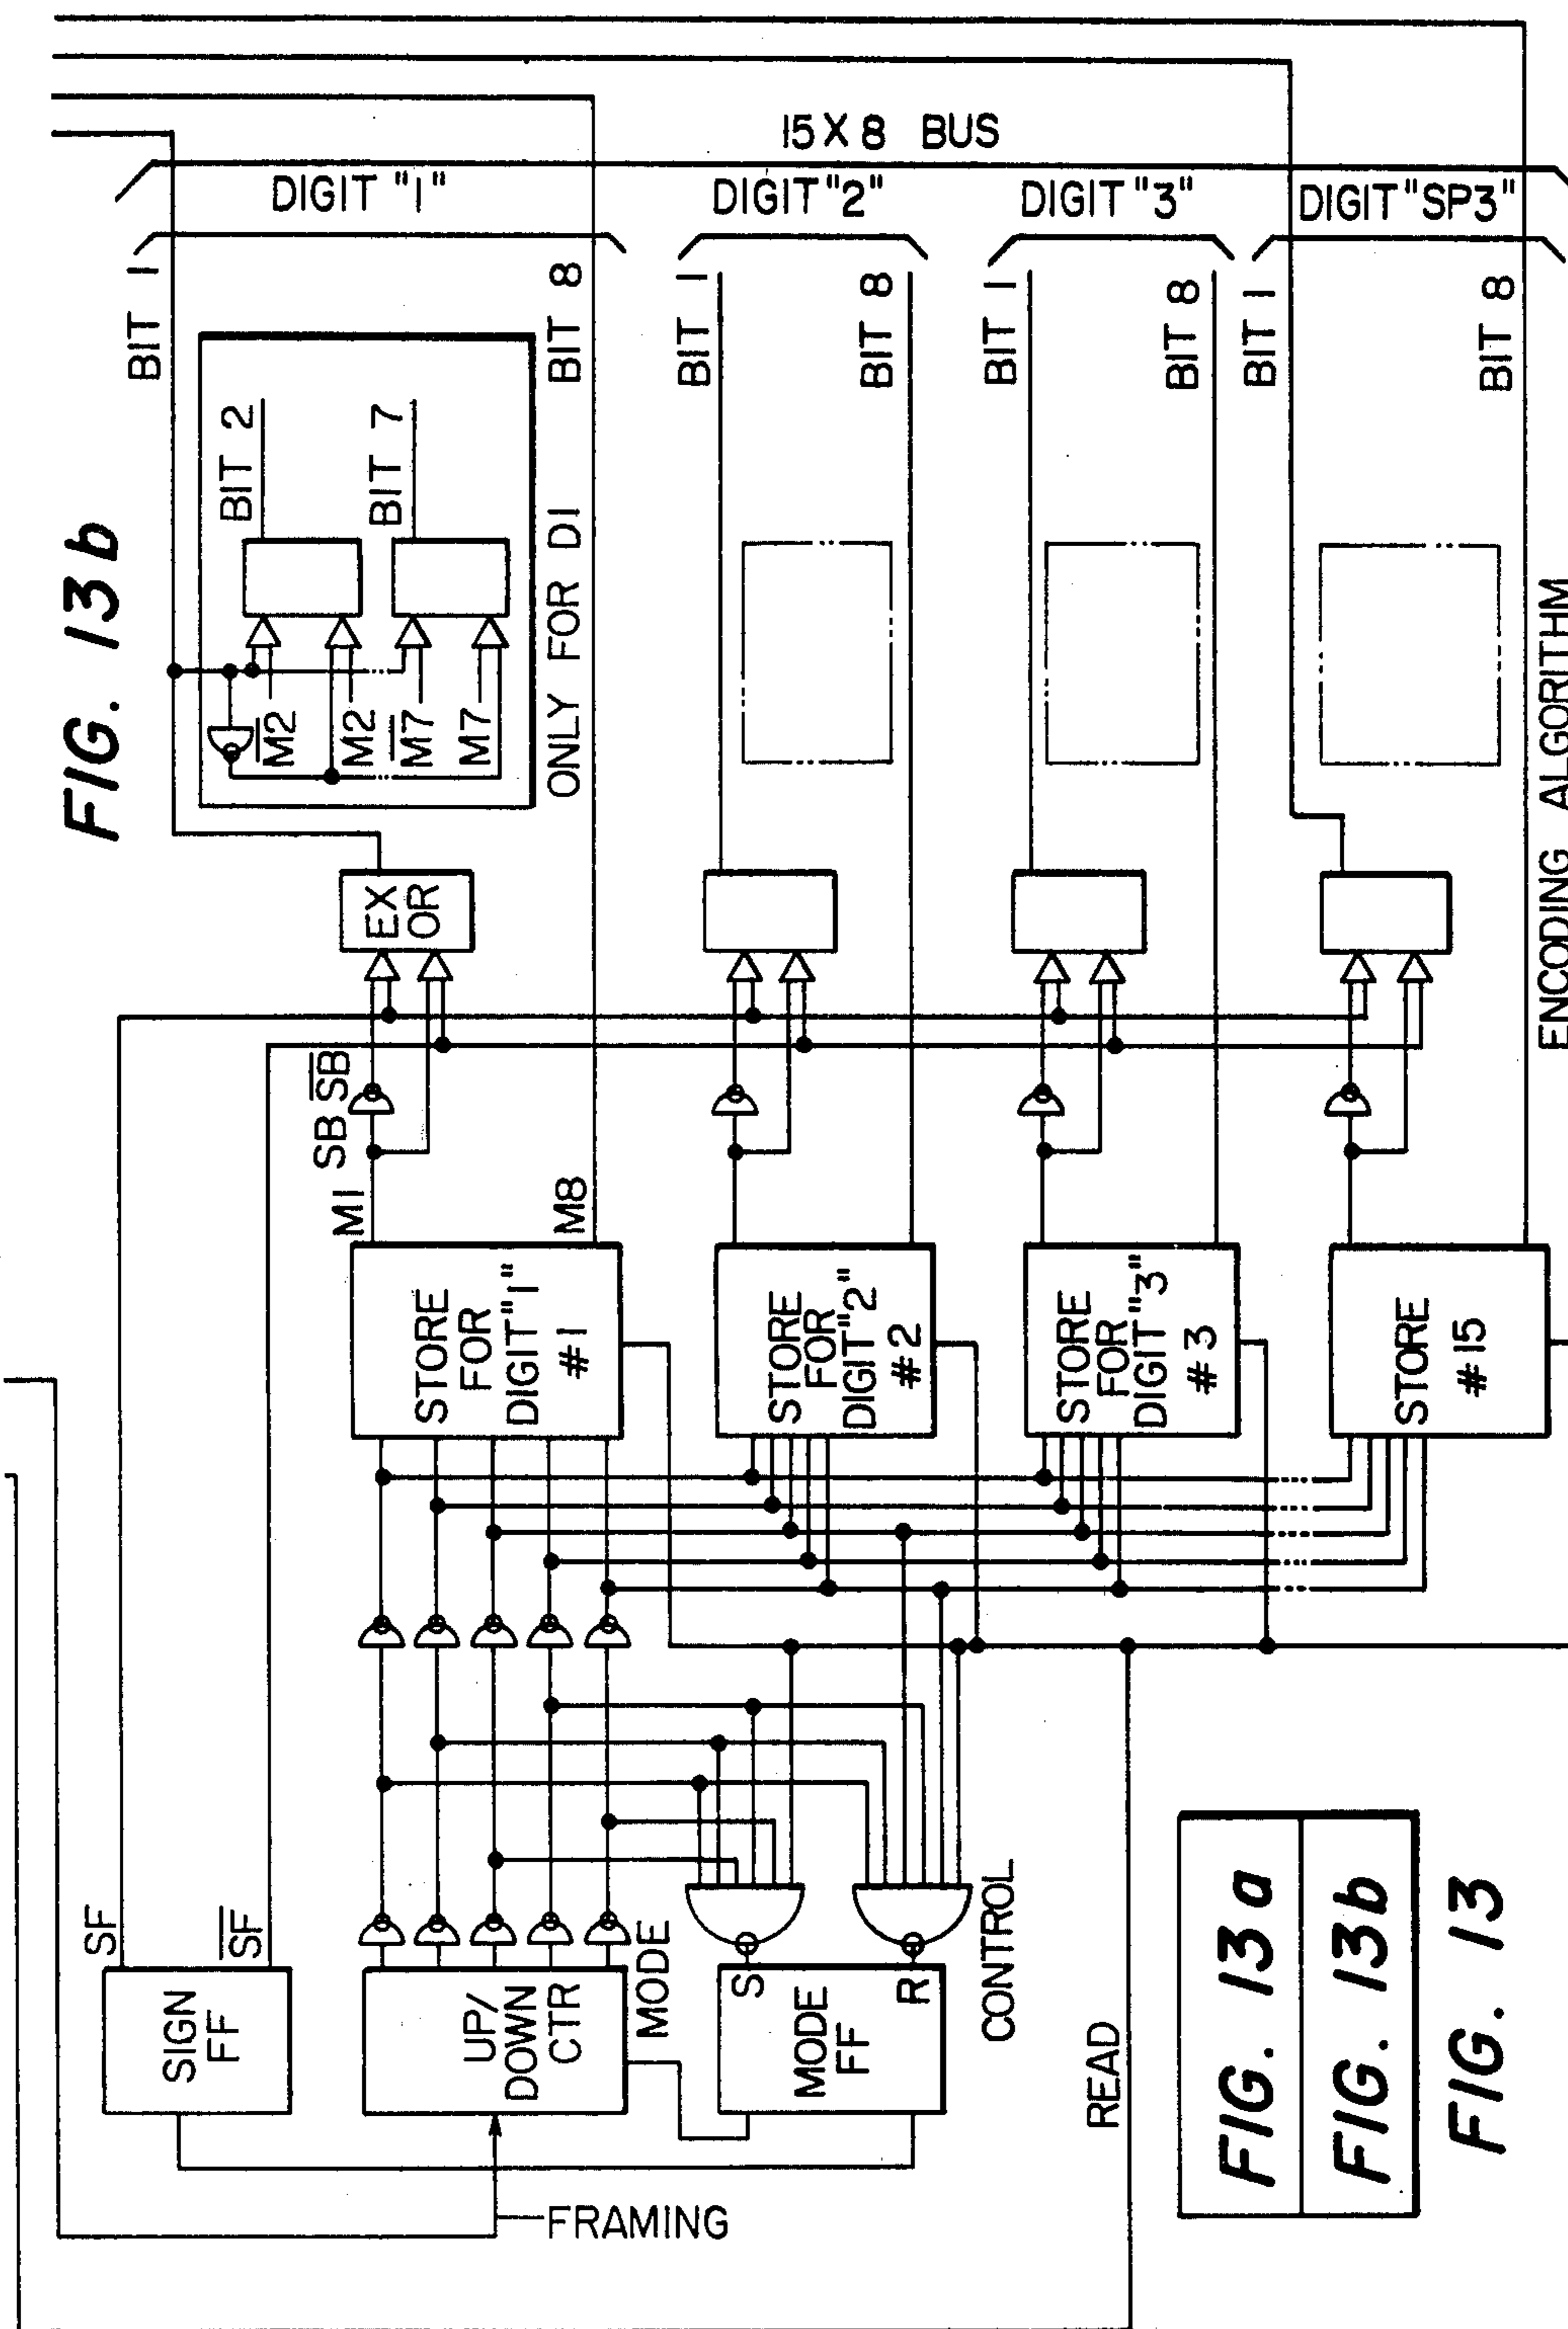 FIG. 13b
15 X 8 BUS
DIGIT "1"
DIGIT "2"
DIGIT "3"
DIGIT "SP3"
BIT 1
BIT 8
BIT 1
BIT 8
BIT 1
BIT 8
BIT 1
BIT 8
BIT 2
BIT 7
M2
M2
M7
M7
ONLY FOR D1
EX
OR
SB
SB
M1
M8
STORE
FOR
DIGIT "1"
#1
STORE
FOR
DIGIT "2"
#2
STORE
FOR
DIGIT "3"
#3
STORE
#15
ENCODING ALGORITHM
SF
SF
SIGN
FF
UP/
DOWN
CTR
MODE
S
R
MODE
FF
CONTROL
READ
FRAMING
FIG. 13a
FIG. 13b
FIG. 13